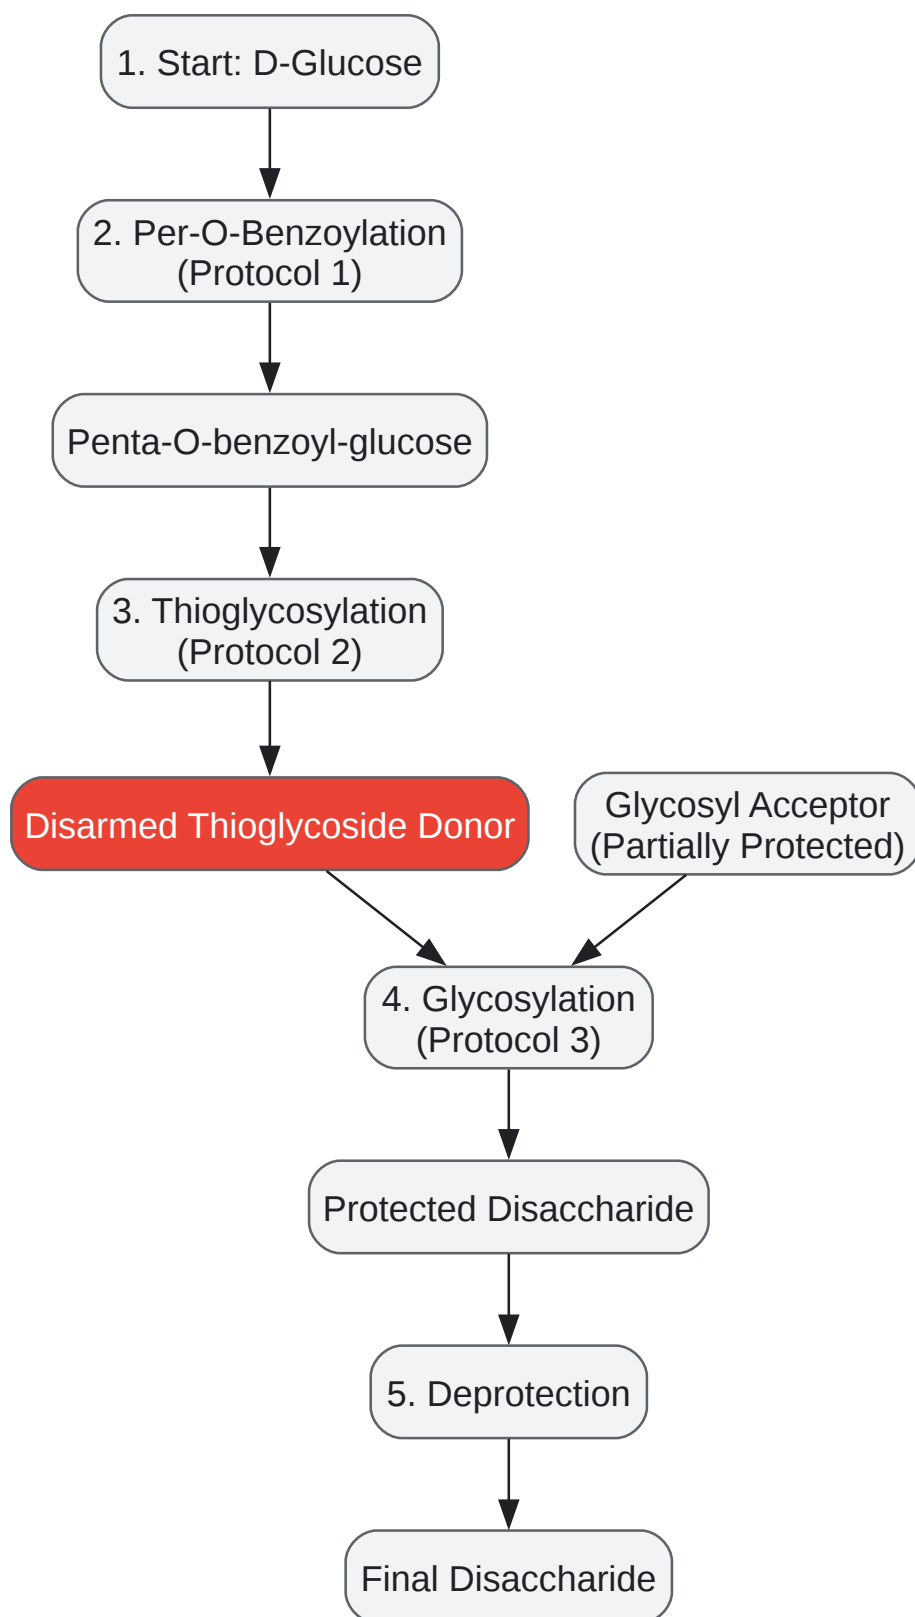 1. Start: D-Glucose
2. Per-O-Benzoylation
(Protocol 1)
Penta-O-benzoyl-glucose
3. Thioglycosylation
(Protocol 2)
Disarmed Thioglycoside Donor
Glycosyl Acceptor
(Partially Protected)
4. Glycosylation
(Protocol 3)
Protected Disaccharide
5. Deprotection
Final Disaccharide